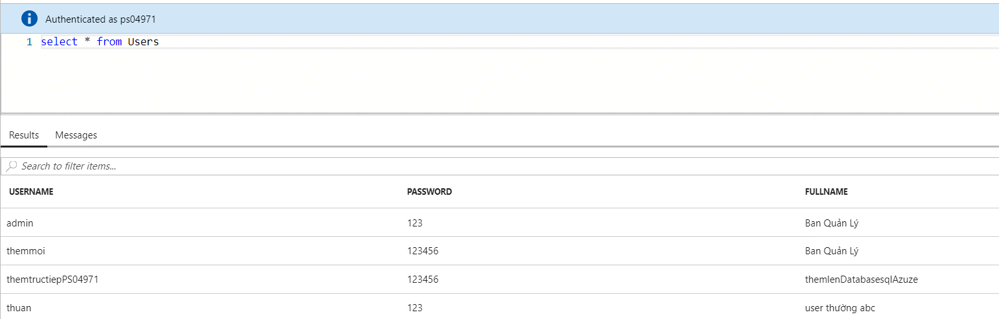 Authenticated as ps04971
1 select * from Users
Results Messages
Search to filter items...
USERNAME PASSWORD FULLNAME
admin 123 Ban Quản Lý
themmoi 123456 Ban Quản Lý
themtructiepPS04971 123456 themlenDatabasesqlAzuze
thuan 123 user thường abc